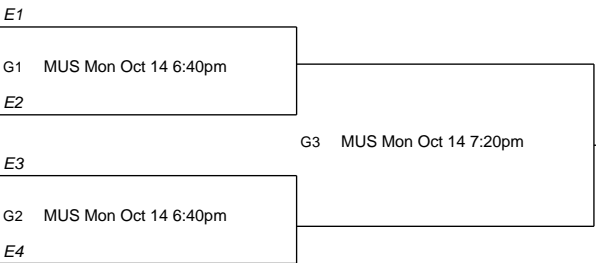 E1
G1 MUS Mon Oct 14 6:40pm
E2
G3 MUS Mon Oct 14 7:20pm
E3
G2 MUS Mon Oct 14 6:40pm
E4